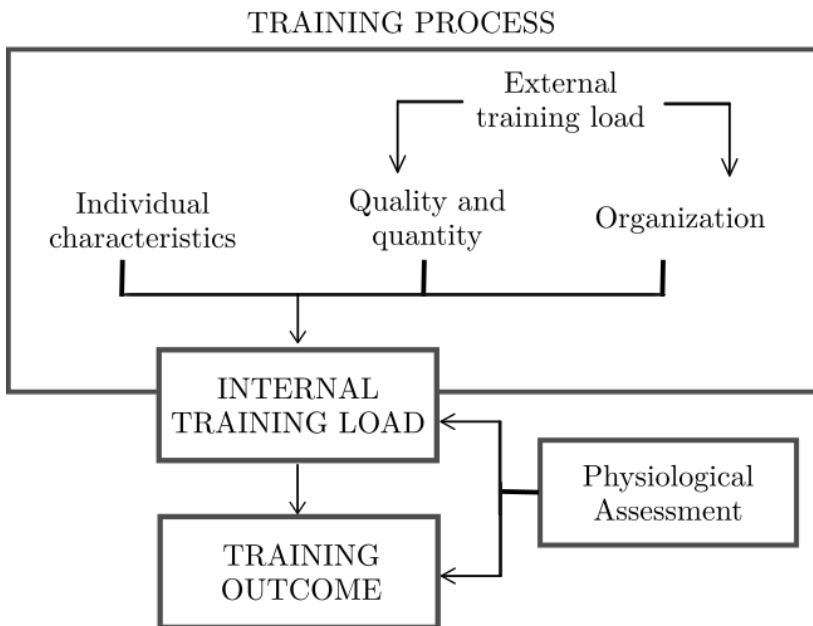 TRAINING PROCESS
External
training load
Individual
characteristics
Quality and
quantity
Organization
INTERNAL
TRAINING LOAD
Physiological
Assessment
TRAINING
OUTCOME